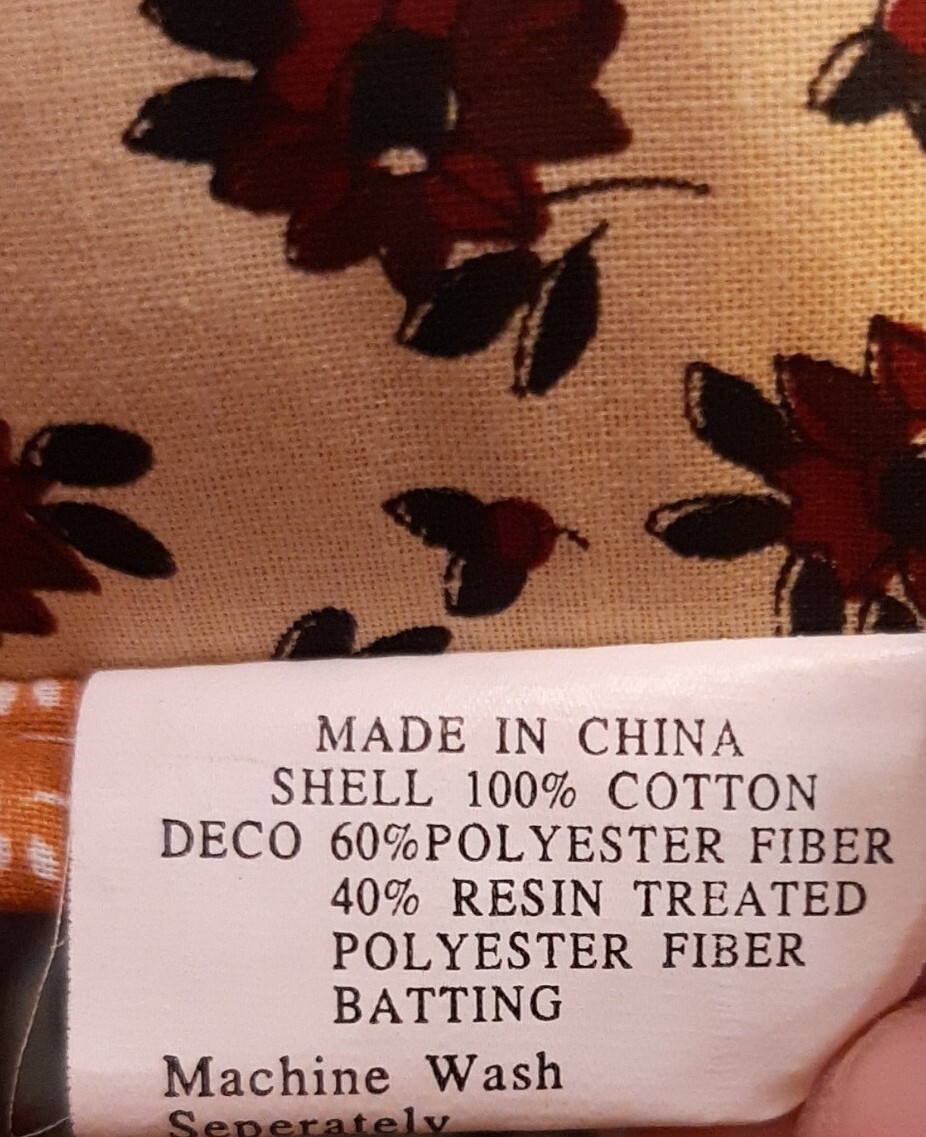 MADE IN CHINA
SHELL 100% COTTON
DECO 60%POLYESTER FIBER
40% RESIN TREATED
POLYESTER FIBER
BATTING
Machine Wash
Seperately